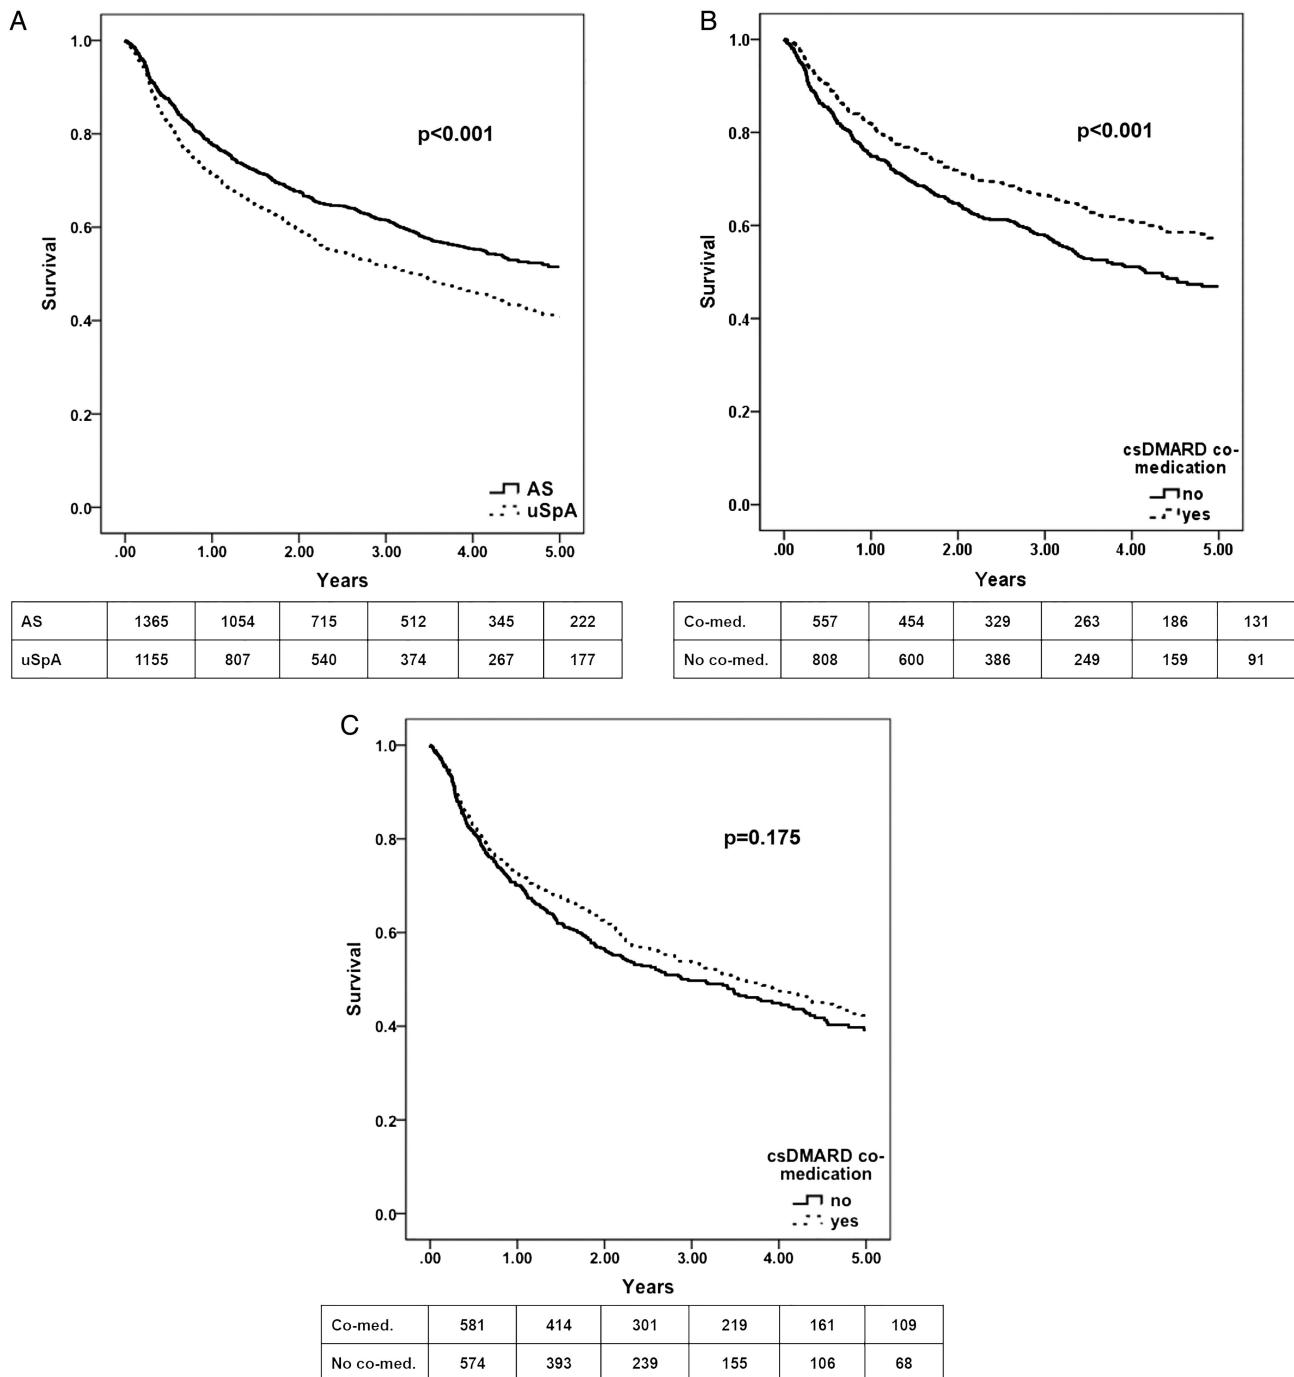 A
1.0
0.8
0.6
0.4
0.2
0.0
Survival
p<0.001
AS
uSpA
.00 1.00 2.00 3.00 4.00 5.00
Years
AS 1365 1054 715 512 345 222
uSpA 1155 807 540 374 267 177
B
1.0
0.8
0.6
0.4
0.2
0.0
Survival
p<0.001
csDMARD co-
medication
no
yes
.00 1.00 2.00 3.00 4.00 5.00
Years
Co-med. 557 454 329 263 186 131
No co-med. 808 600 386 249 159 91
C
1.0
0.8
0.6
0.4
0.2
0.0
Survival
p=0.175
csDMARD co-
medication
no
yes
.00 1.00 2.00 3.00 4.00 5.00
Years
Co-med. 581 414 301 219 161 109
No co-med. 574 393 239 155 106 68